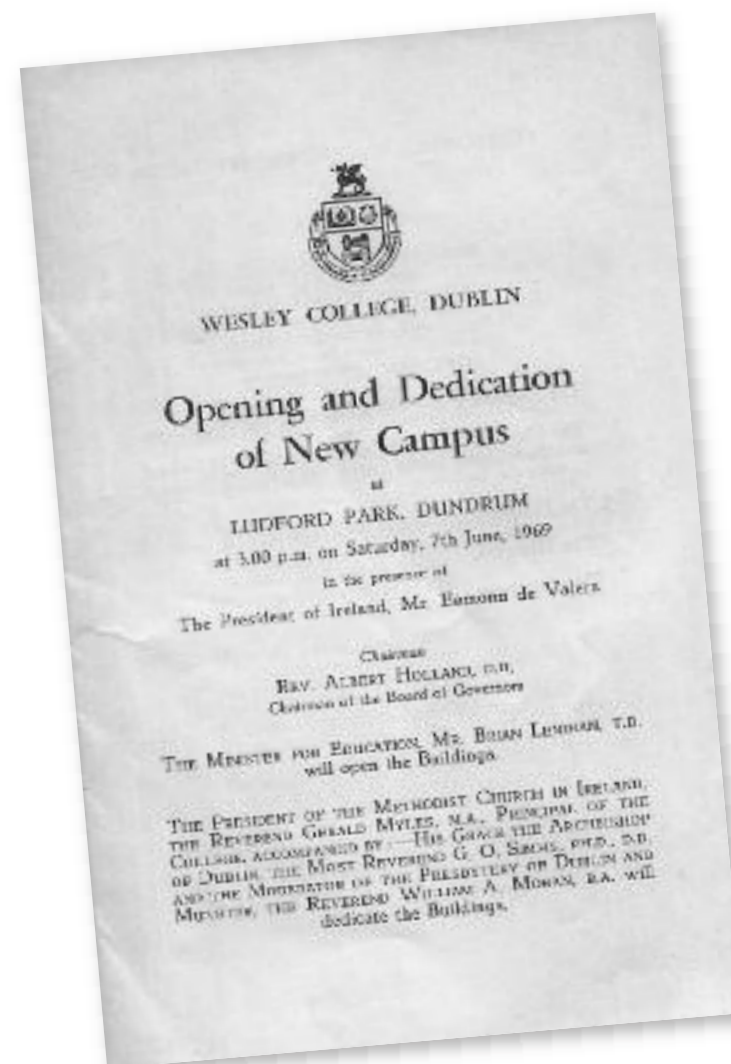 WESLEY COLLEGE, DUBLIN
Opening and Dedication
of New Campus
at
LUDFORD PARK, DUNDRUM
at 3.00 p.m. on Saturday, 7th June, 1969
in the presence of
The President of Ireland, Mr. Eamonn de Valera
Chairman
REV. ALBERT HOLLAND, B.D.,
Chairman of the Board of Governors
THE MINISTER FOR EDUCATION, MR. BRIAN LENIHAN, T.D.
will open the Buildings.
THE PRESIDENT OF THE METHODIST CHURCH IN IRELAND,
THE REVEREND GERALD MYLES, M.A., PRINCIPAL OF THE
COLLEGE, ACCOMPANIED BY :—HIS GRACE THE ARCHBISHOP
OF DUBLIN, THE MOST REVEREND G. O. SIMMS, PH.D., D.D.
AND THE MODERATOR OF THE PRESBYTERY OF DUBLIN AND
MUNSTER, THE REVEREND WILLIAM A. MORAN, B.A. will
dedicate the Buildings.